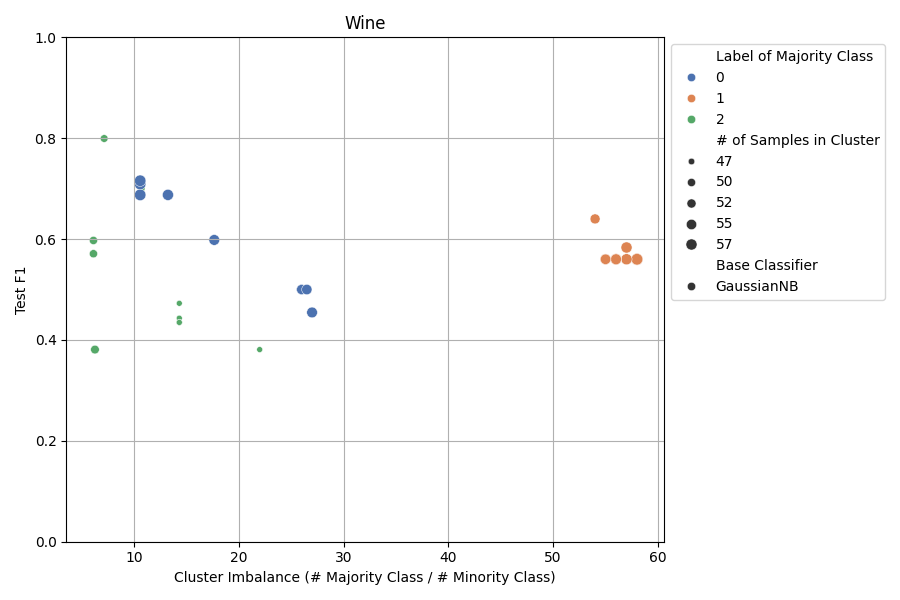 Wine
Test F1
1.0
0.8
0.6
0.4
0.2
0.0
10
20
30
40
50
60
Cluster Imbalance (# Majority Class / # Minority Class)
Label of Majority Class
0
1
2
# of Samples in Cluster
47
50
52
55
57
Base Classifier
GaussianNB